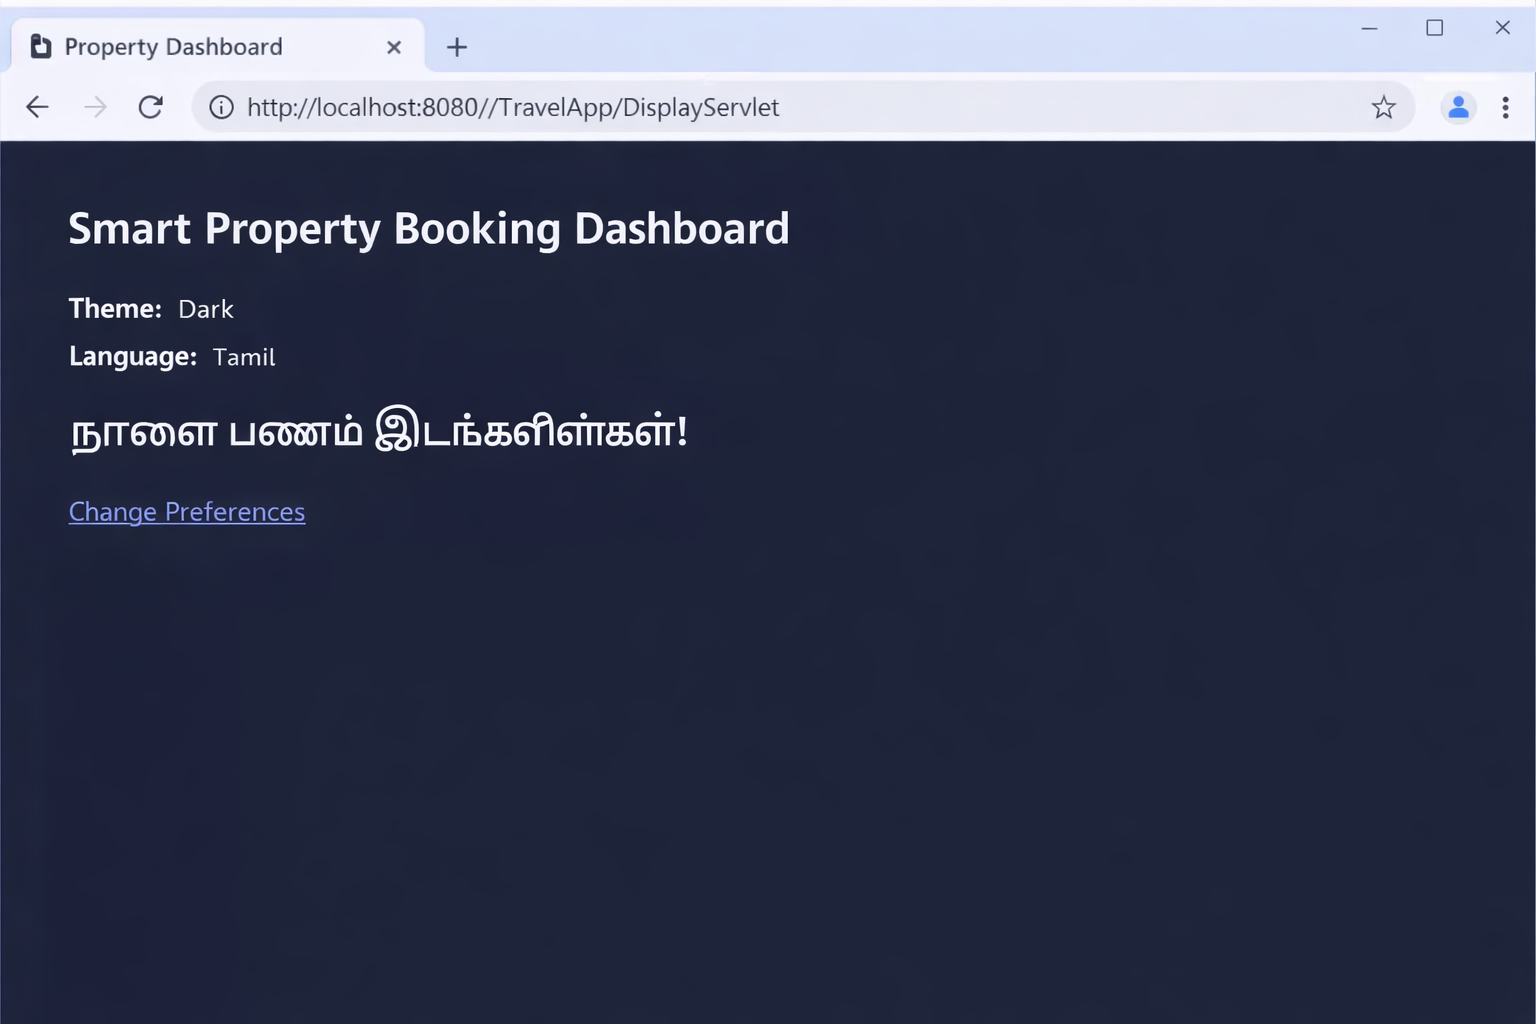 Property Dashboard
http://localhost:8080//TravelApp/DisplayServlet
Smart Property Booking Dashboard
Theme: Dark
Language: Tamil
நாளை பணம் இடங்களிள்கள்!
Change Preferences